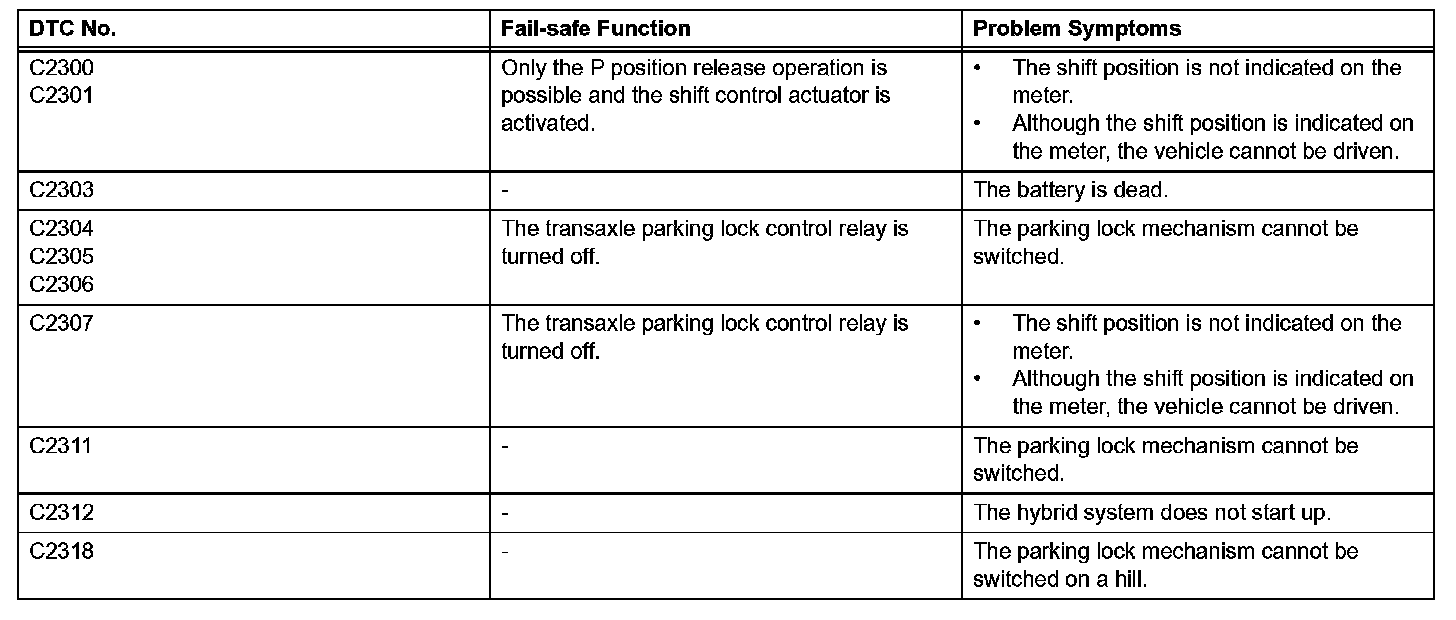 DTC No.
Fail-safe Function
Problem Symptoms
C2300
C2301
Only the P position release operation is
possible and the shift control actuator is
activated.
• The shift position is not indicated on the
meter.
• Although the shift position is indicated on
the meter, the vehicle cannot be driven.
C2303
-
The battery is dead.
C2304
C2305
C2306
The transaxle parking lock control relay is
turned off.
The parking lock mechanism cannot be
switched.
C2307
The transaxle parking lock control relay is
turned off.
• The shift position is not indicated on the
meter.
• Although the shift position is indicated on
the meter, the vehicle cannot be driven.
C2311
-
The parking lock mechanism cannot be
switched.
C2312
-
The hybrid system does not start up.
C2318
-
The parking lock mechanism cannot be
switched on a hill.